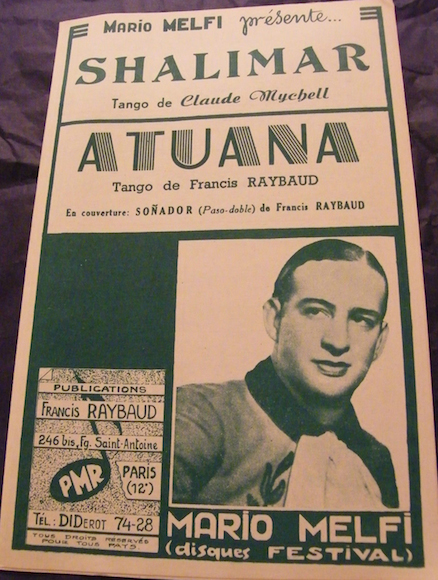 Mario MELFI présente...
SHALIMAR
Tango de Claude Mychell
ATUANA
Tango de Francis RAYBAUD
En couverture: SOÑADOR (Paso-doble) de Francis RAYBAUD
PUBLICATIONS
Francis RAYBAUD
246 bis, Fg. Saint-Antoine
PMR
PARIS
(12e)
Tél: DIDerot 74-28
TOUS DROITS RÉSERVÉS
POUR TOUS PAYS
MARIO MELFi
(disques FESTIVAL)